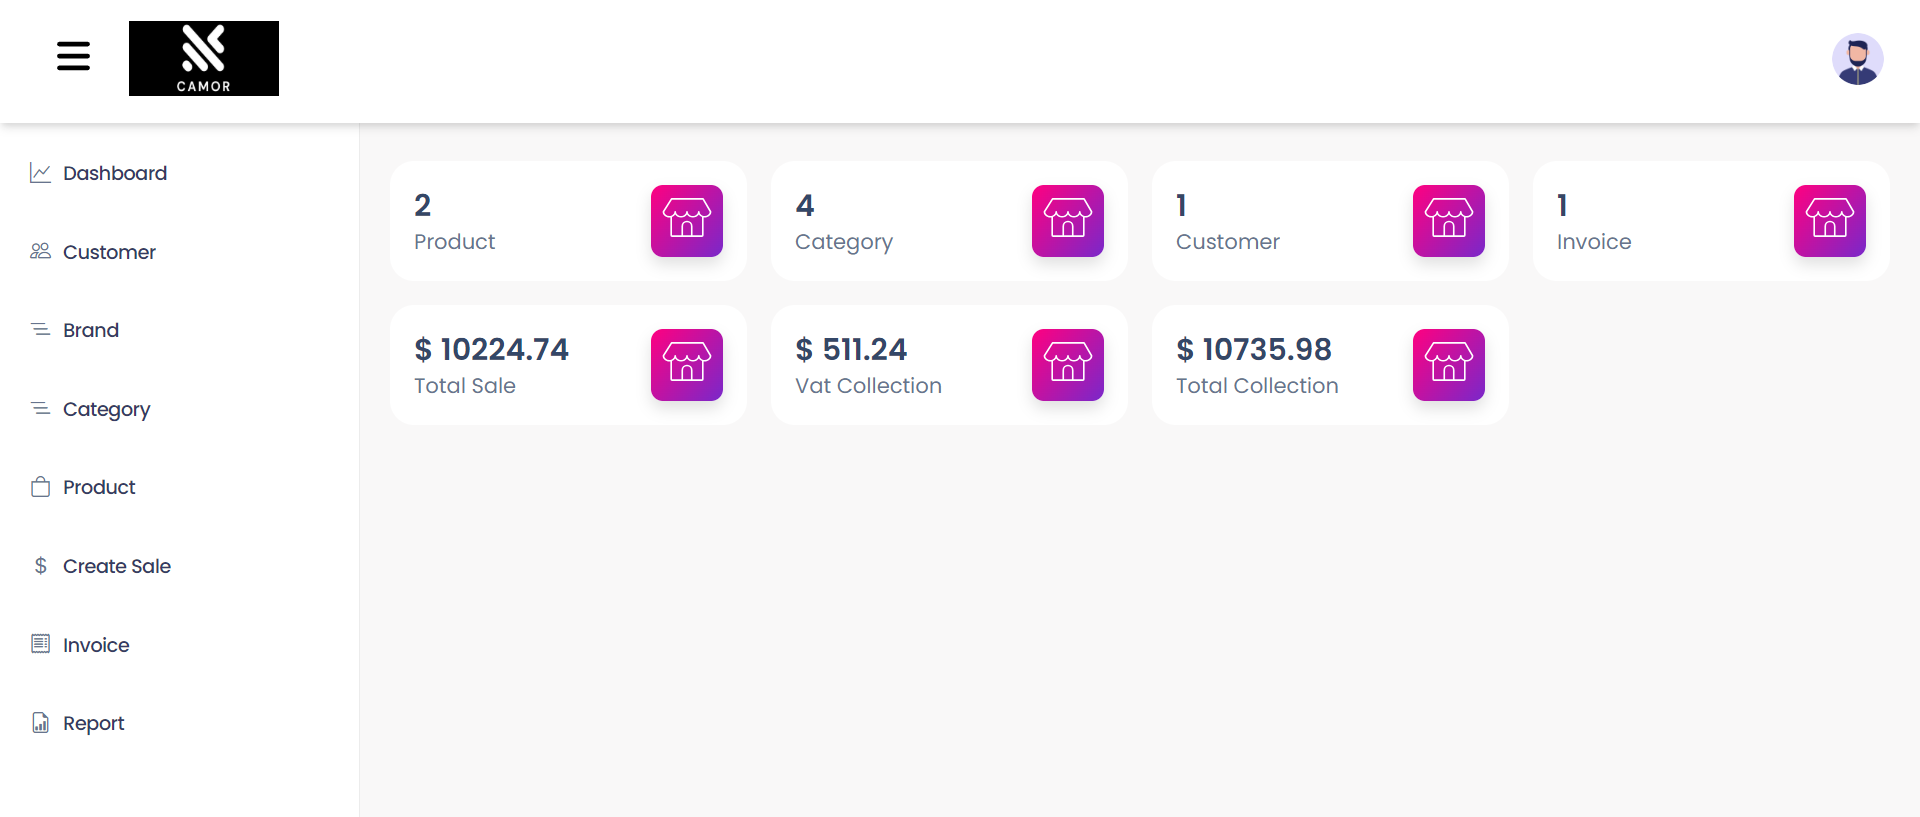 CAMOR
Dashboard
Customer
Brand
Category
Product
$ Create Sale
Invoice
Report
2
Product
4
Category
1
Customer
1
Invoice
$ 10224.74
Total Sale
$ 511.24
Vat Collection
$ 10735.98
Total Collection